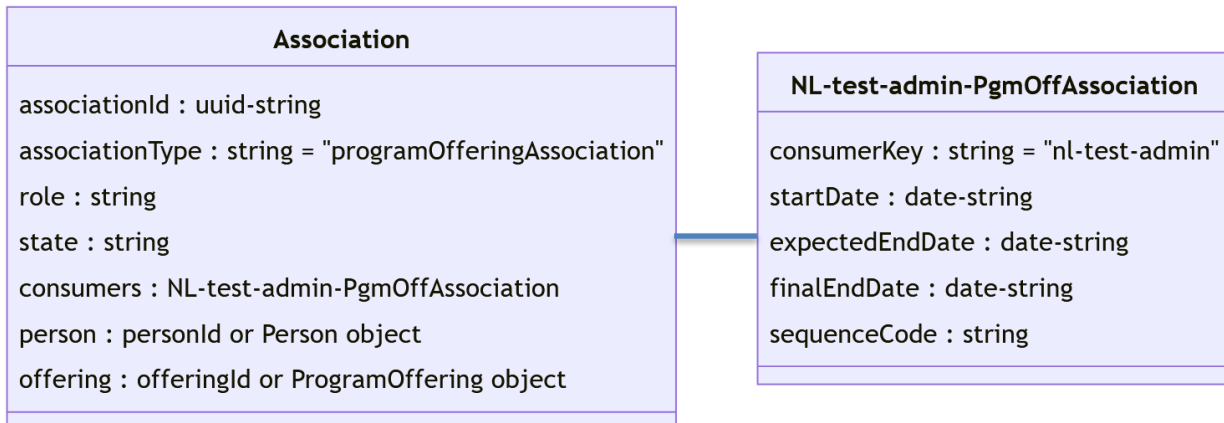 Association
associationId : uuid-string
associationType : string = "programOfferingAssociation"
role : string
state : string
consumers : NL-test-admin-PgmOffAssociation
person : personId or Person object
offering : offeringId or ProgramOffering object
NL-test-admin-PgmOffAssociation
consumerKey : string = "nl-test-admin"
startDate : date-string
expectedEndDate : date-string
finalEndDate : date-string
sequenceCode : string